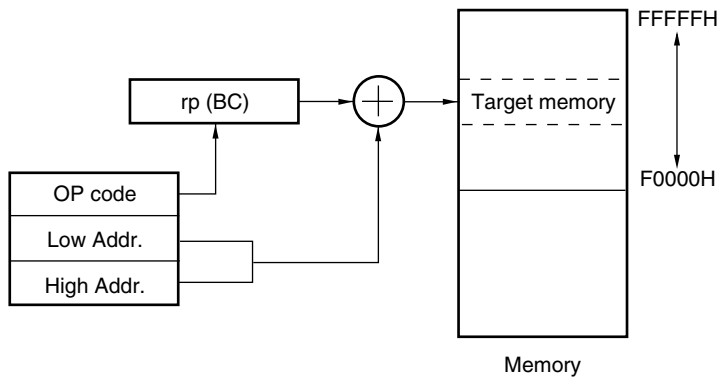 FFFFFH
rp (BC)
Target memory
F0000H
OP code
Low Addr.
High Addr.
Memory